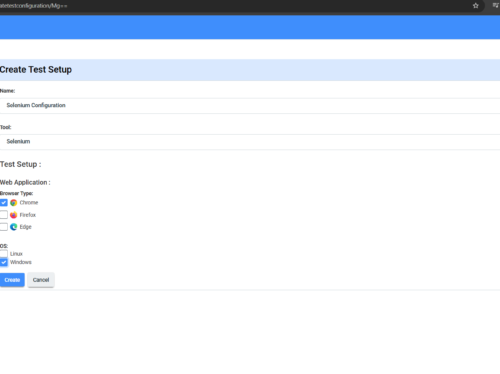 atetestconfiguration/Mg==
Create Test Setup
Name:
Selenium Configuration
Tool:
Selenium
Test Setup :
Web Application :
Browser Type:
Chrome
Firefox
Edge
OS:
Linux
Windows
Create Cancel